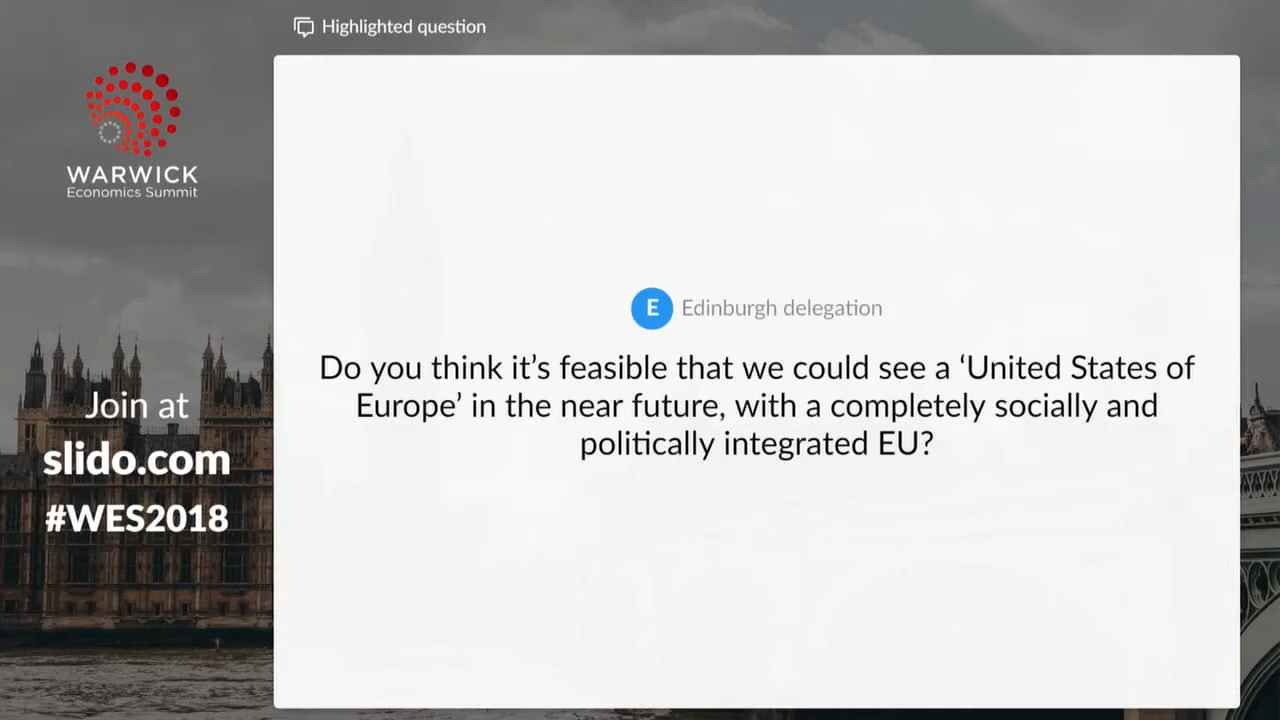 Highlighted question
WARWICK
Economics Summit
Join at
slido.com
#WES2018
E Edinburgh delegation
Do you think it’s feasible that we could see a ‘United States of
Europe’ in the near future, with a completely socially and
politically integrated EU?